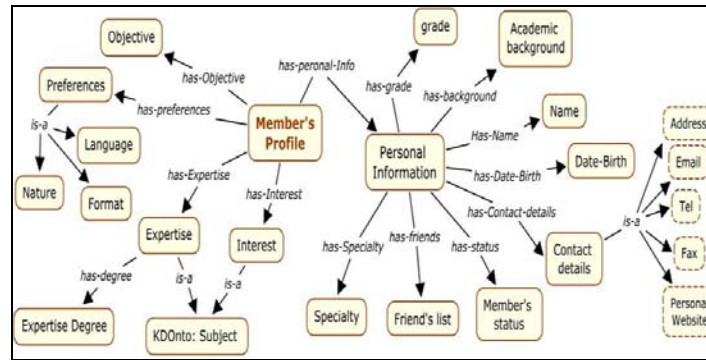 Objective
grade
Academic
background
has-Objective
has-peronal-Info
has-grade
Preferences
has-preferences
has-background
Name
Address
is-a
Language
Member's
Profile
Has-Name
Personal
Information
Date-Birth
Email
Nature
Format
has-Expertise
has-Interest
has-Date-Birth
Tel
has-Contact-details
is-a
Expertise
Interest
has-Specialty
has-friends
has-status
Contact
details
Fax
has-degree
is-a
is-a
Expertise Degree
KDOnto: Subject
Specialty
Friend's list
Member's
status
Persona
Website